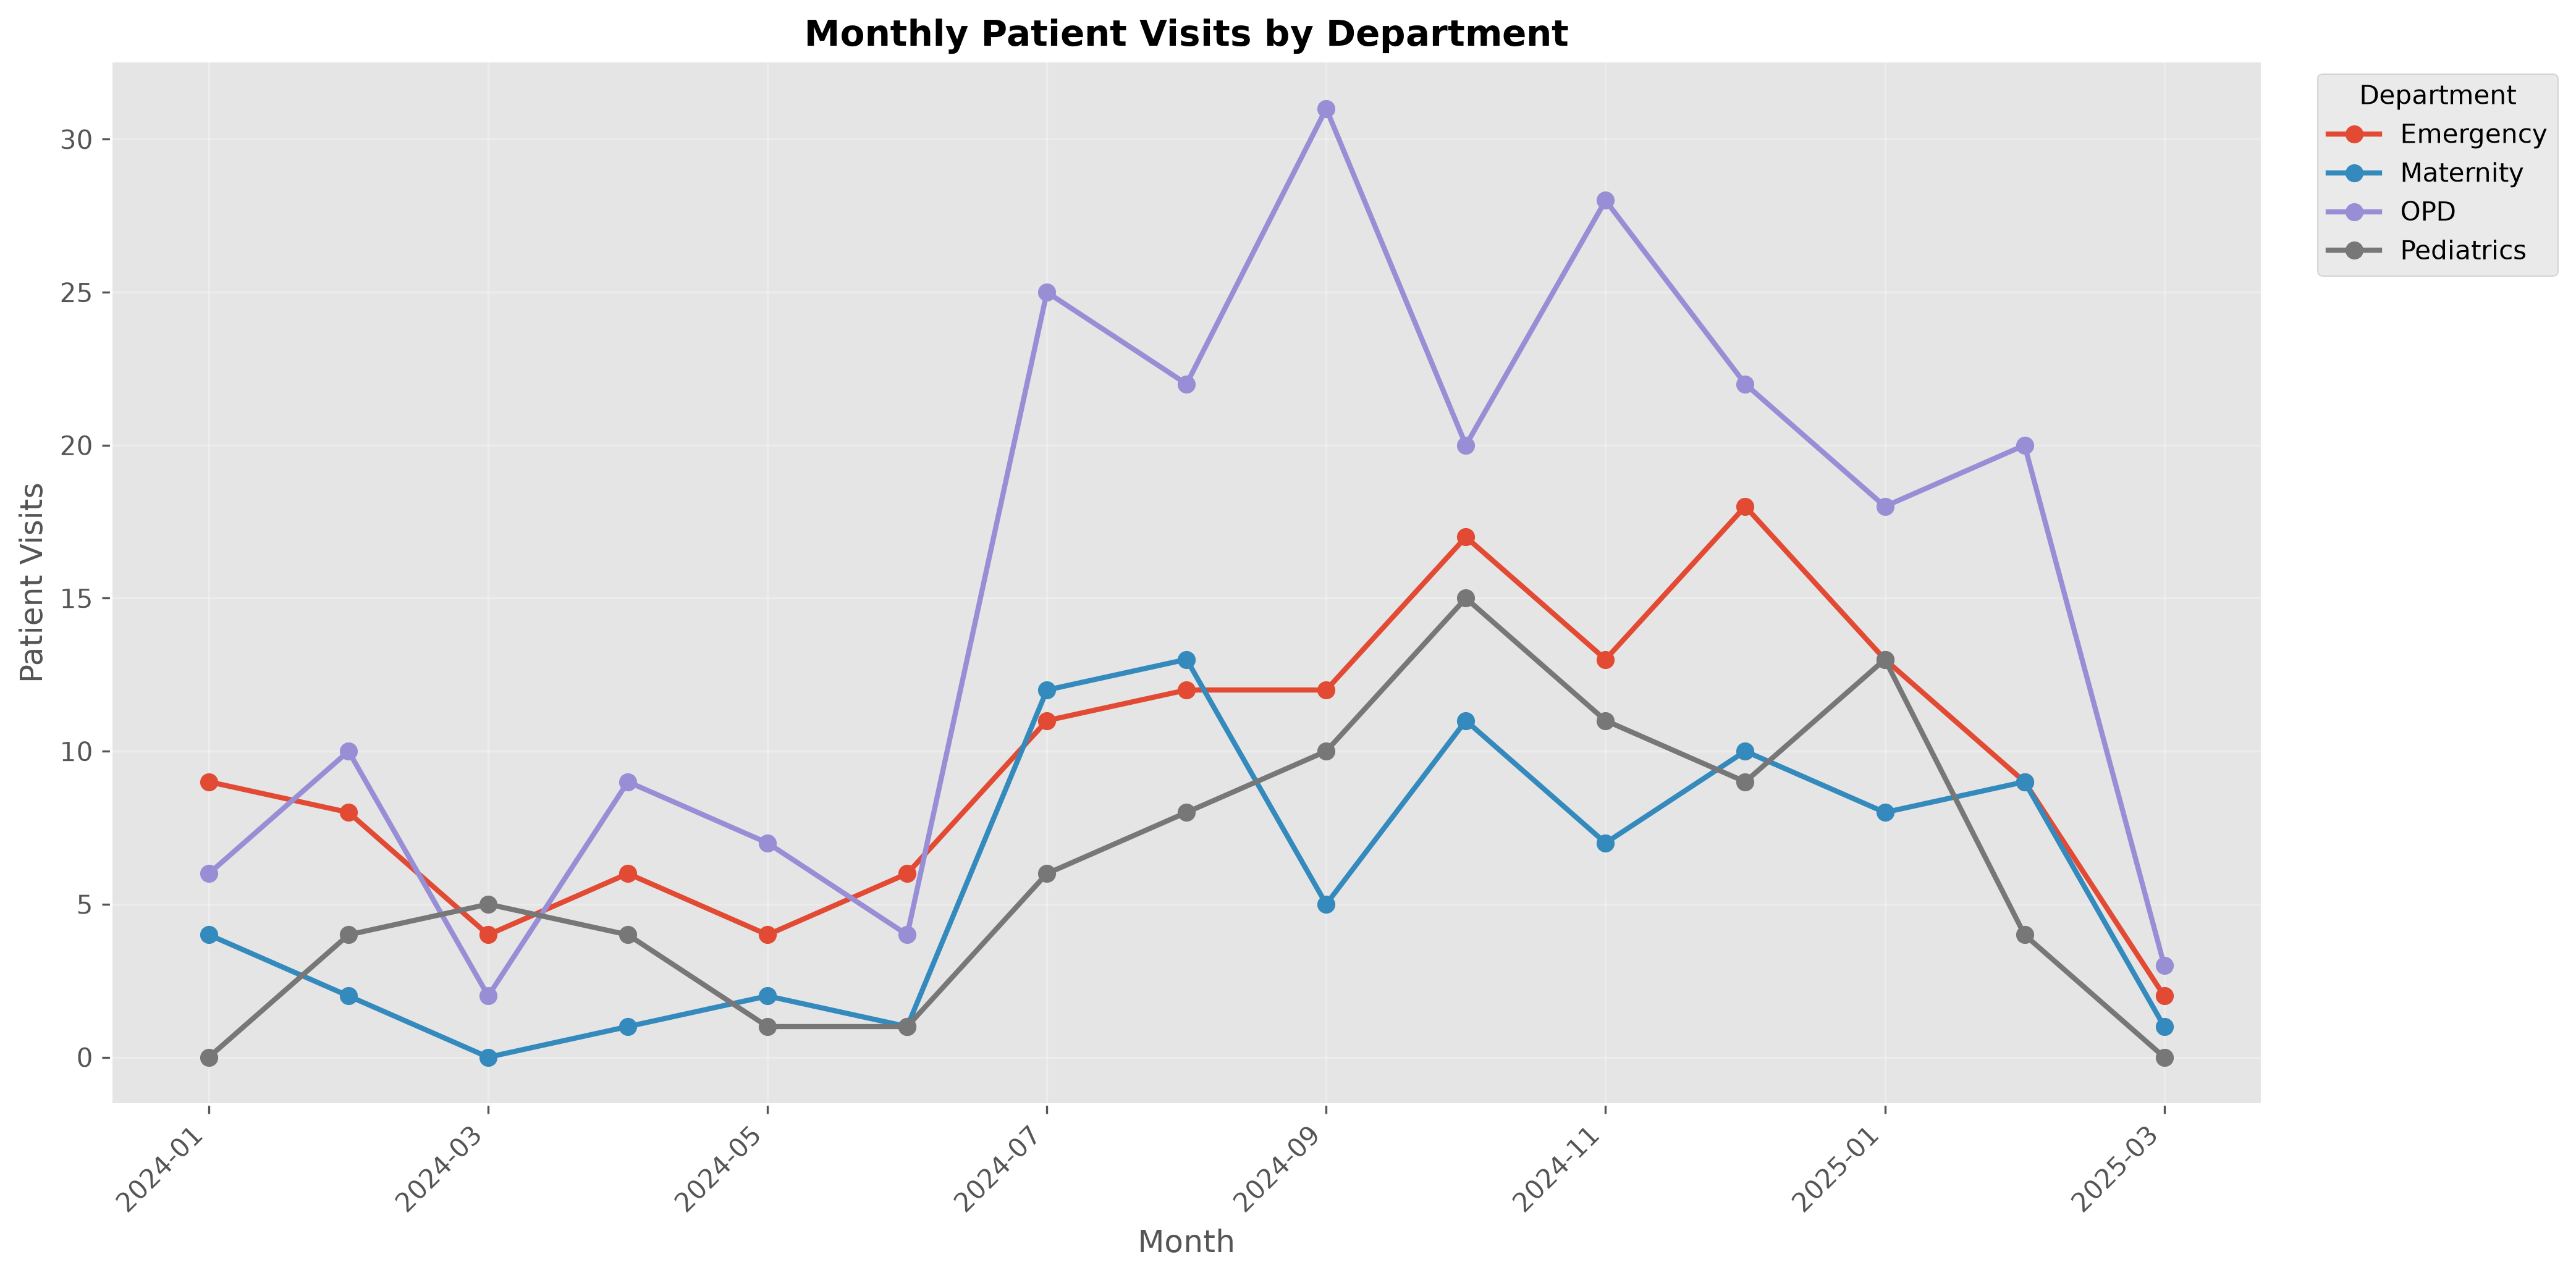 Monthly Patient Visits by Department
Department
Emergency
Maternity
OPD
Pediatrics
Patient Visits
30
25
20
15
10
5
0
2024-01
2024-03
2024-05
2024-07
2024-09
2024-11
2025-01
2025-03
Month